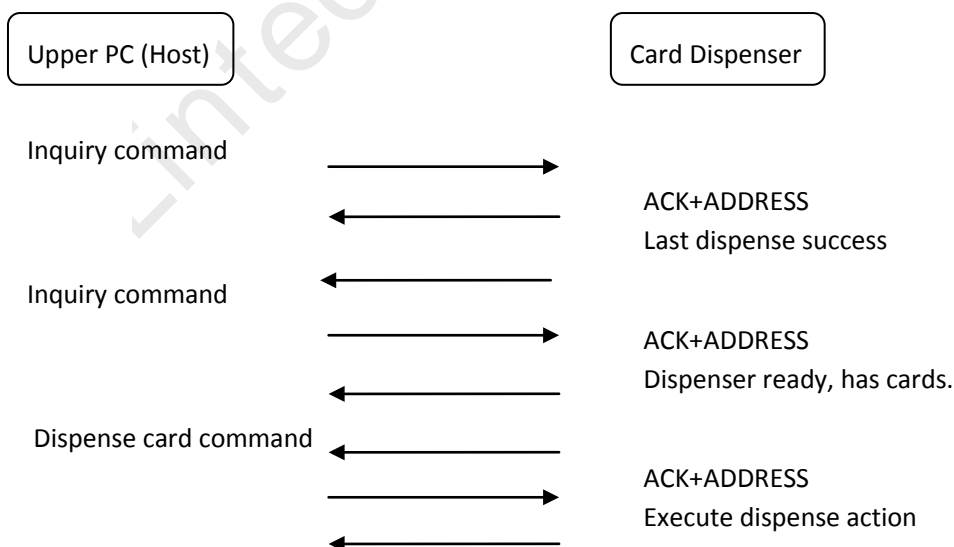 Upper PC (Host)
Card Dispenser
Inquiry command
ACK+ADDRESS
Last dispense success
Inquiry command
ACK+ADDRESS
Dispenser ready, has cards.
Dispense card command
ACK+ADDRESS
Execute dispense action